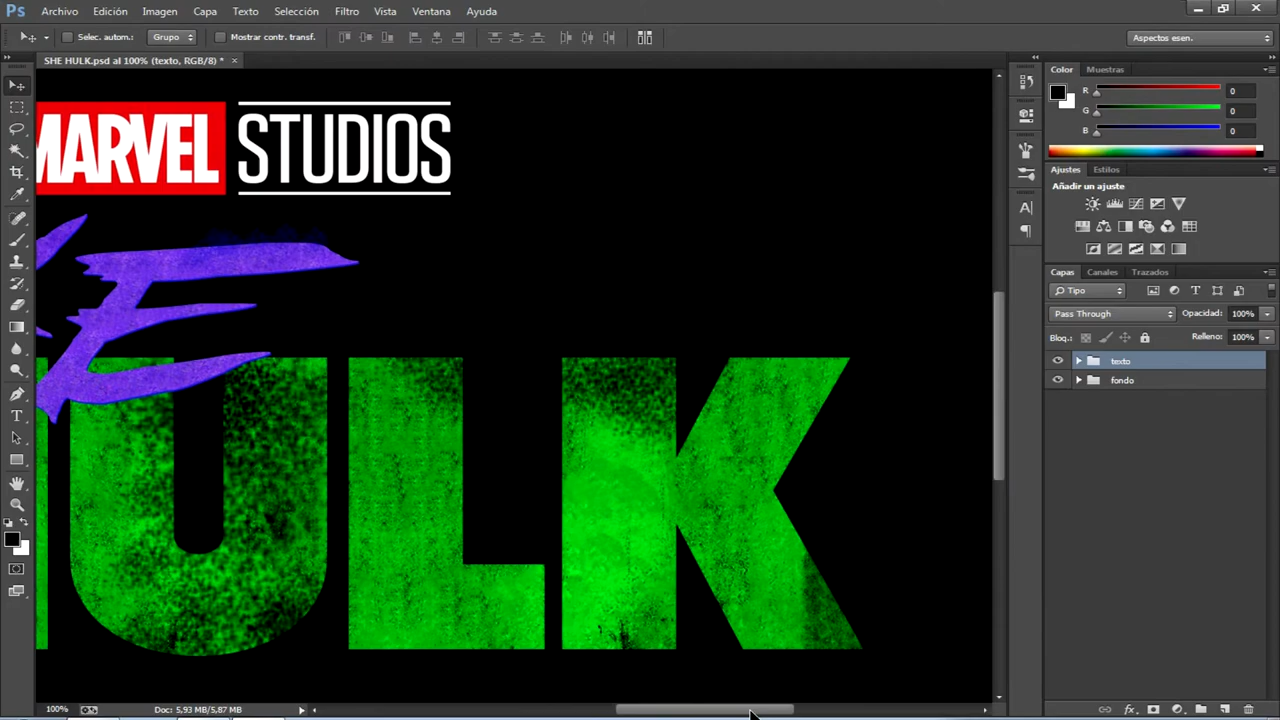 Ps Archivo Edición Imagen Capa Texto Selección Filtro Vista Ventana Ayuda
Selec. autom.: Grupo Mostrar contr. transf. Aspectos esen.
SHE HULK.psd al 100% (texto, RGB/8) * ×
MARVEL STUDIOS
E
ULK
Color Muestras
R 0
G 0
B 0
Ajustes Estilos
Añadir un ajuste
Capas Canales Trazados
Tipo
Pass Through Opacidad: 100%
Bloq.: Relleno: 100%
texto
fondo
100% Doc: 5,93 MB/5,87 MB